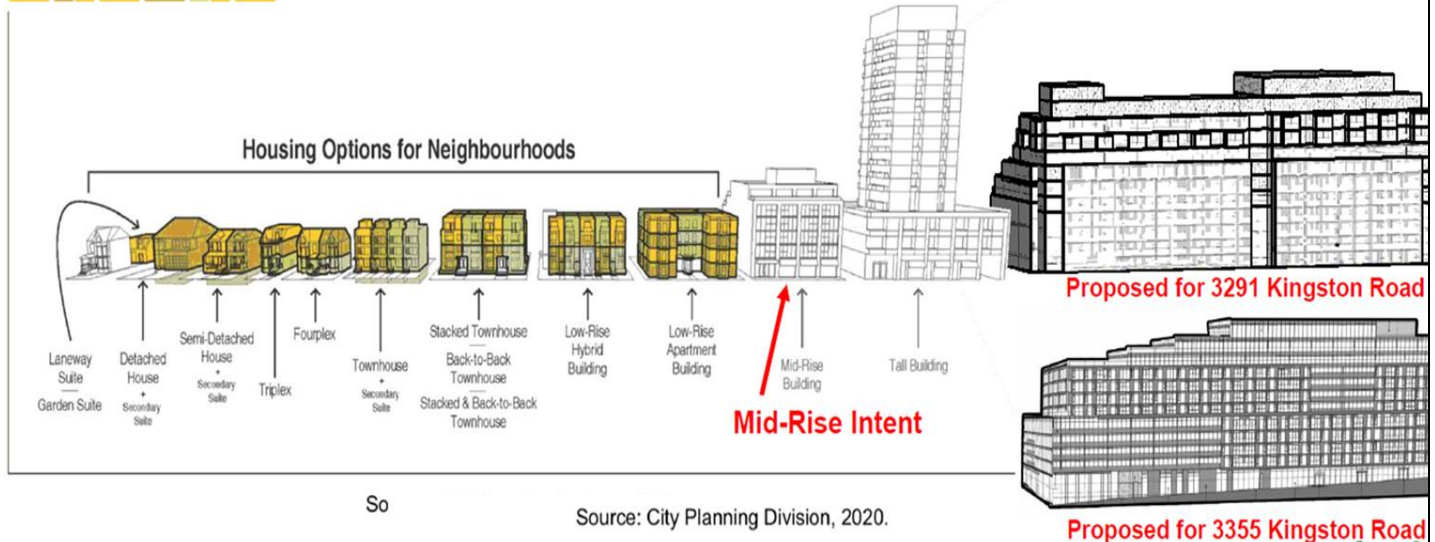 Housing Options for Neighbourhoods
Laneway
Suite
Garden Suite
Detached
House
+
Secondary
Suite
Semi-Detached
House
+
Secondary
Suite
Triplex
Fourplex
Townhouse
+
Secondary
Suite
Stacked Townhouse
Back-to-Back
Townhouse
Stacked & Back-to-Back
Townhouse
Low-Rise
Hybrid
Building
Low-Rise
Apartment
Building
Mid-Rise
Building
Tall Building
Mid-Rise Intent
Proposed for 3291 Kingston Road
Proposed for 3355 Kingston Road
So
Source: City Planning Division, 2020.